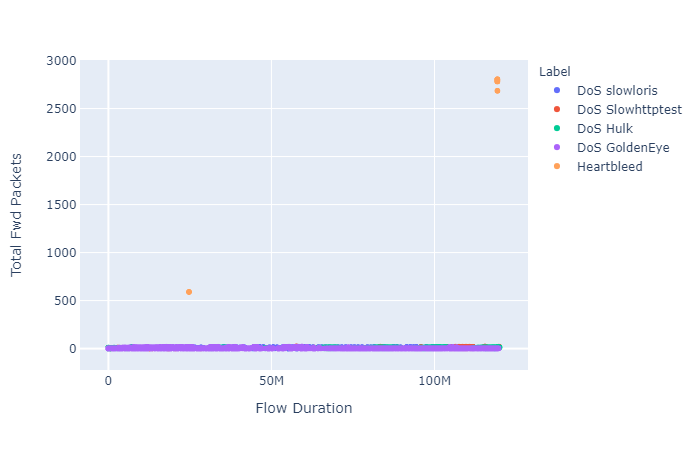 3000
2500
2000
1500
1000
500
0
0
50M
100M
Total Fwd Packets
Flow Duration
Label
DoS slowloris
DoS Slowhttptest
DoS Hulk
DoS GoldenEye
Heartbleed